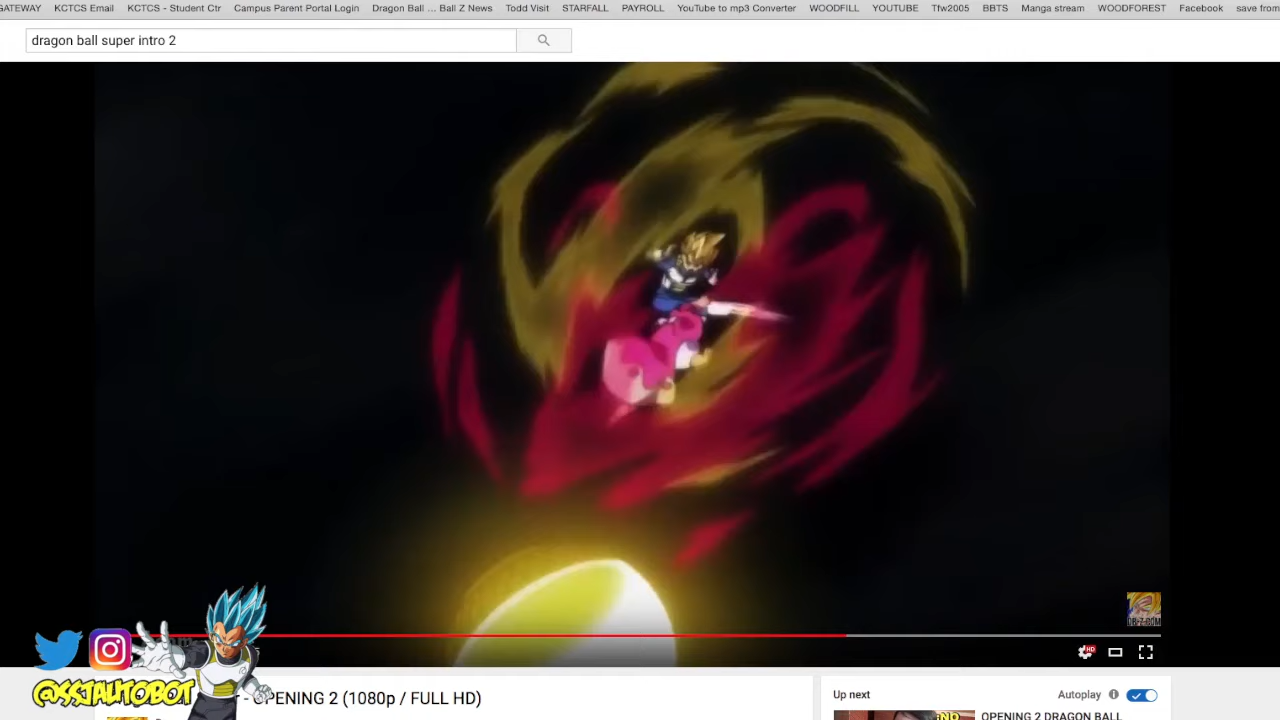 GATEWAY KCTCS Email KCTCS - Student Ctr Campus Parent Portal Login Dragon Ball ... Ball Z News Todd Visit STARFALL PAYROLL YouTube to mp3 Converter WOODFILL YOUTUBE Tfw2005 BBTS Manga stream WOODFOREST Facebook save from
dragon ball super intro 2
HD
@SSJAUTOBOT
- OPENING 2 (1080p / FULL HD)
Up next Autoplay
OPENING 2 DRAGON BALL